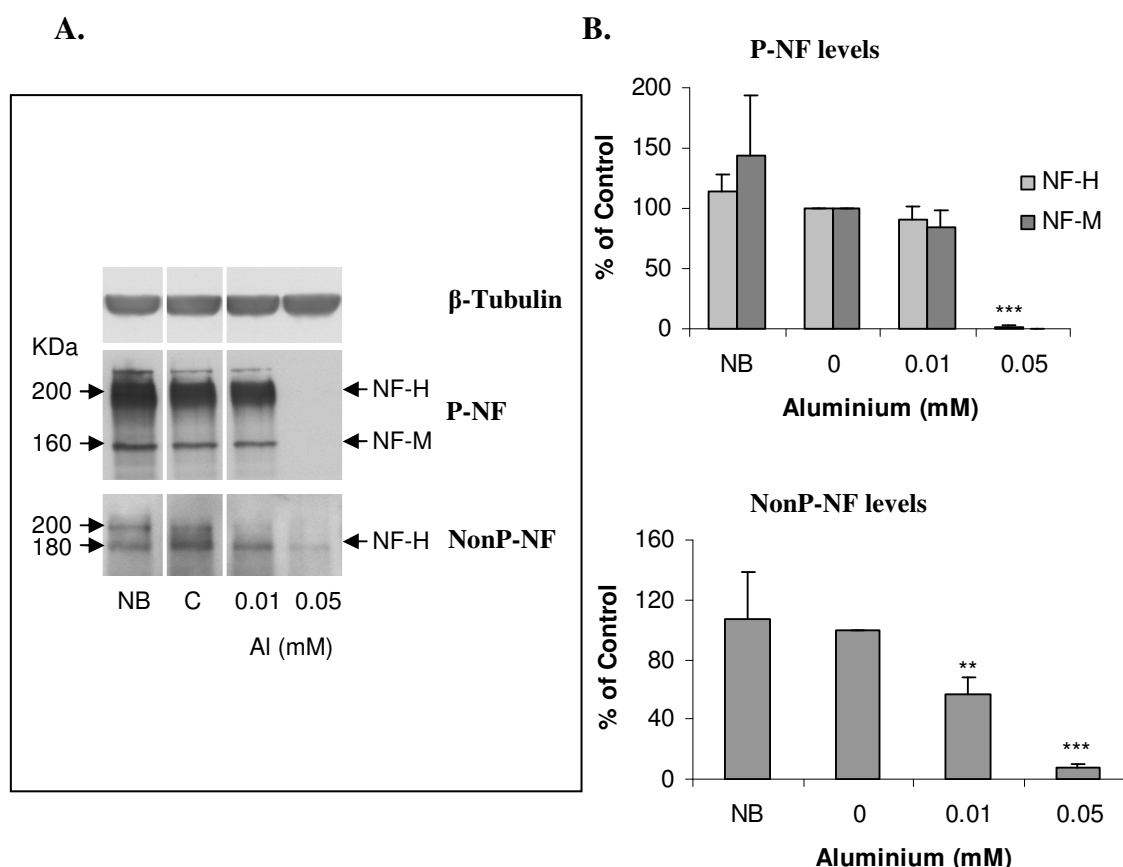 A.
β-Tubulin
KDa
200
NF-H
P-NF
160
NF-M
200
180
NF-H
NonP-NF
NB C 0.01 0.05
Al (mM)
B.
P-NF levels
% of Control
200
150
100
50
0
***
NF-H
NF-M
NB 0 0.01 0.05
Aluminium (mM)
NonP-NF levels
% of Control
160
120
80
40
0
**
***
NB 0 0.01 0.05
Aluminium (mM)